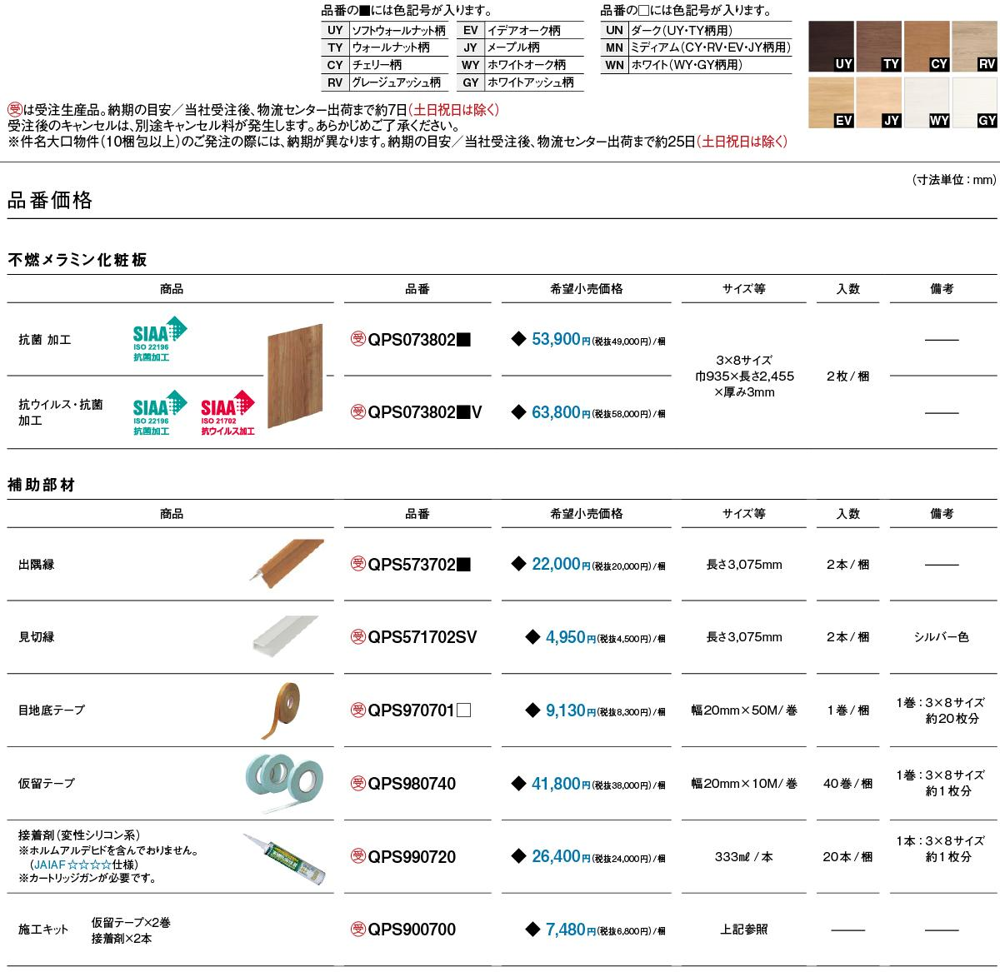 品番の■には色記号が入ります。
UY ソフトウォールナット柄 EV イデアオーク柄
TY ウォールナット柄 JY メープル柄
CY チェリー柄 WY ホワイトオーク柄
RV グレージュアッシュ柄 GY ホワイトアッシュ柄
品番の□には色記号が入ります。
UN ダーク(UY・TY柄用)
MN ミディアム(CY・RV・EV・JY柄用)
WN ホワイト(WY・GY柄用)
UY TY CY RV
EV JY WY GY
受は受注生産品。納期の目安／当社受注後、物流センター出荷まで約7日(土日祝日は除く)
受注後のキャンセルは、別途キャンセル料が発生します。あらかじめご了承ください。
※件名大口物件(10梱包以上)のご発注の際には、納期が異なります。納期の目安／当社受注後、物流センター出荷まで約25日(土日祝日は除く)
(寸法単位：mm)
品番価格
不燃メラミン化粧板
商品 品番 希望小売価格 サイズ等 入数 備考
抗菌 加工
SIAA
ISO 22196
抗菌加工
受QPS073802■ ◆ 53,900円(税抜49,000円)/梱
3×8サイズ
巾935×長さ2,455
×厚み3mm
2枚/梱
抗ウイルス・抗菌
加工
SIAA
ISO 22196
抗菌加工
SIAA
ISO 21702
抗ウイルス加工
受QPS073802■V ◆ 63,800円(税抜58,000円)/梱
補助部材
商品 品番 希望小売価格 サイズ等 入数 備考
出隅縁 受QPS573702■ ◆ 22,000円(税抜20,000円)/梱 長さ3,075mm 2本/梱
見切縁 受QPS571702SV ◆ 4,950円(税抜4,500円)/梱 長さ3,075mm 2本/梱 シルバー色
目地底テープ 受QPS970701□ ◆ 9,130円(税抜8,300円)/梱 幅20mm×50M/巻 1巻/梱
1巻：3×8サイズ
約20枚分
仮留テープ 受QPS980740 ◆ 41,800円(税抜38,000円)/梱 幅20mm×10M/巻 40巻/梱
1巻：3×8サイズ
約1枚分
接着剤(変性シリコン系)
※ホルムアルデヒドを含んでおりません。
(JAIAF☆☆☆☆仕様)
※カートリッジガンが必要です。
受QPS990720 ◆ 26,400円(税抜24,000円)/梱 333㎖/本 20本/梱
1本：3×8サイズ
約1枚分
施工キット
仮留テープ×2巻
接着剤×2本
受QPS900700 ◆ 7,480円(税抜6,800円)/梱 上記参照